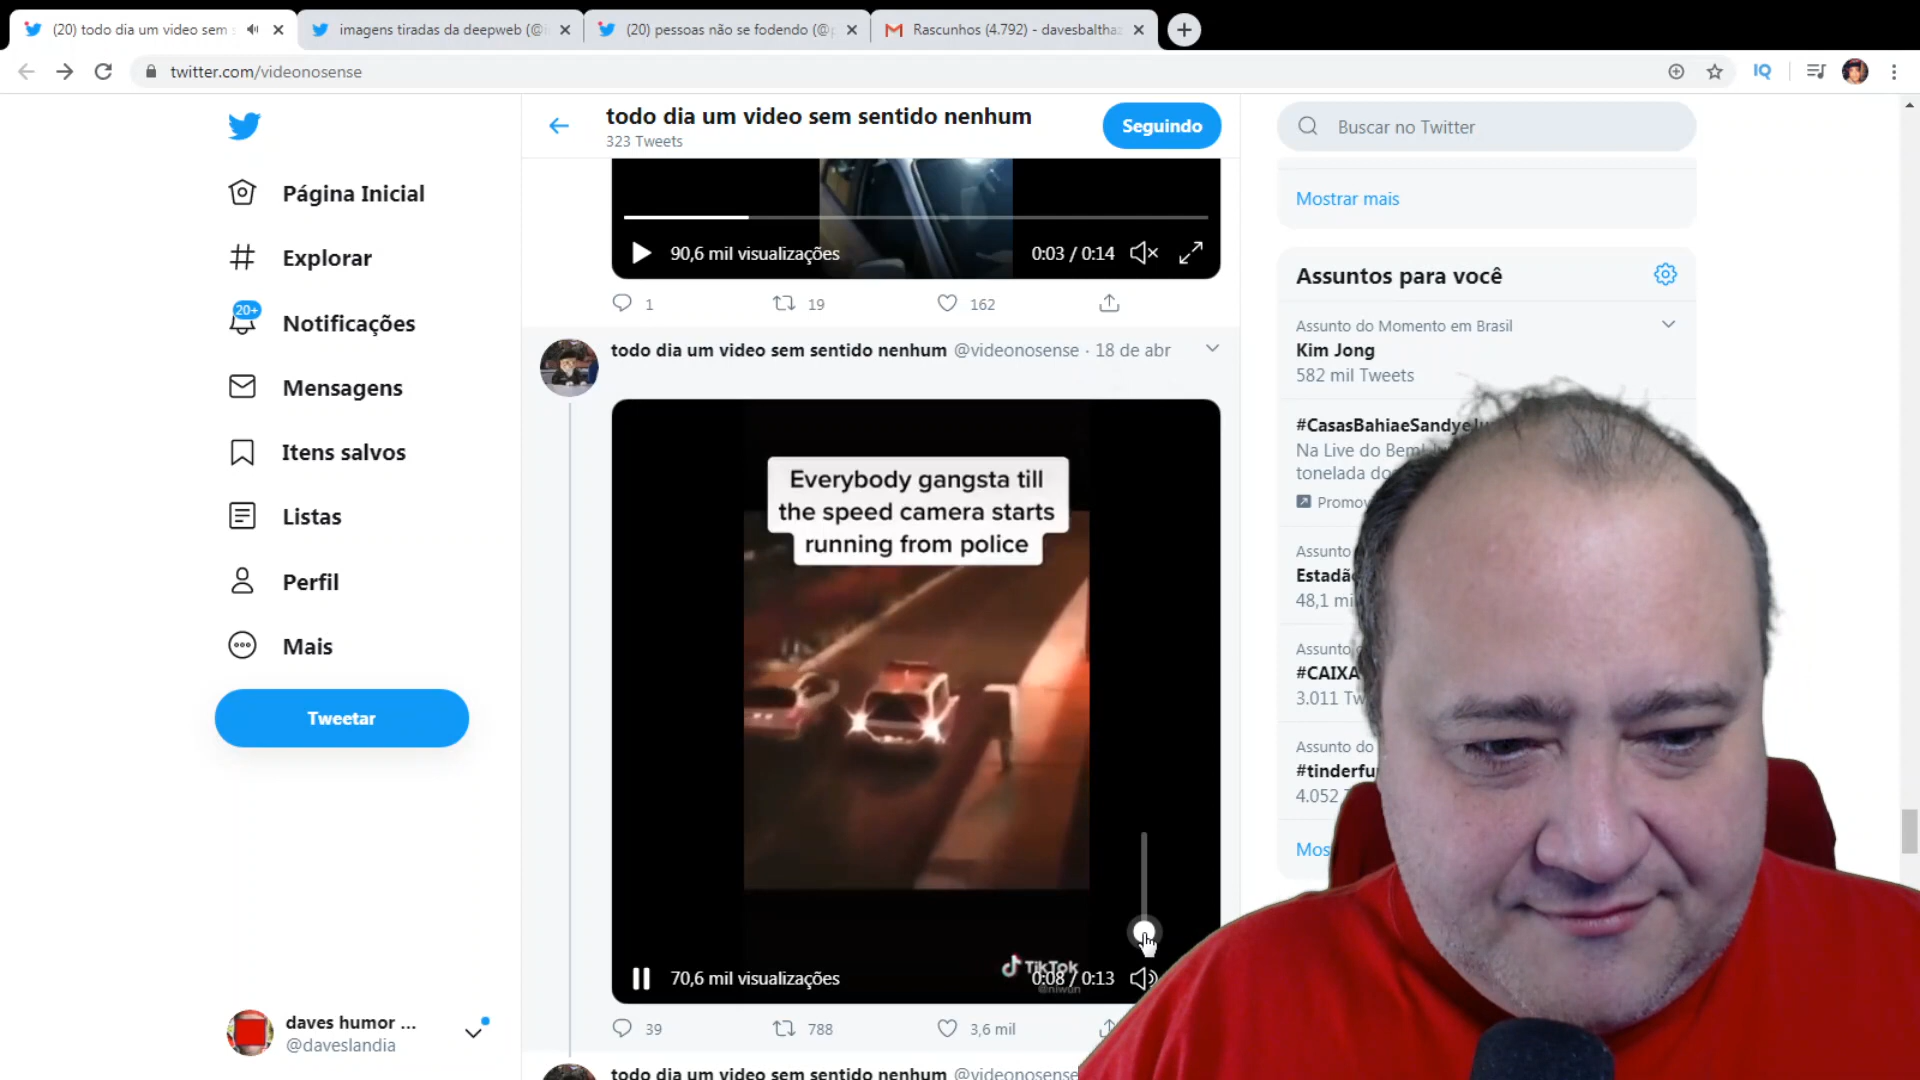 (20) todo dia um video sem
imagens tiradas da deepweb (@i
(20) pessoas não se fodendo (@p
Rascunhos (4.792) - davesbalthaz
twitter.com/videonosense
IQ
todo dia um video sem sentido nenhum
323 Tweets
Seguindo
Buscar no Twitter
Página Inicial
Explorar
20+
Notificações
Mensagens
Itens salvos
Listas
Perfil
Mais
Tweetar
daves humor ...
@daveslandia
90,6 mil visualizações
0:03 / 0:14
1
19
162
todo dia um video sem sentido nenhum @videonosense · 18 de abr
Everybody gangsta till
the speed camera starts
running from police
TikTok
70,6 mil visualizações
0:08 / 0:13
39
788
3,6 mil
todo dia um video sem sentido nenhum @videonosense
Mostrar mais
Assuntos para você
Assunto do Momento em Brasil
Kim Jong
582 mil Tweets
#CasasBahiaeSandyeJu
Na Live do Bem
tonelada do
Promov
Assunto
Estadã
48,1 mi
Assunto
#CAIXA
3.011 Tw
Assunto do
#tinderfu
4.052
Mos